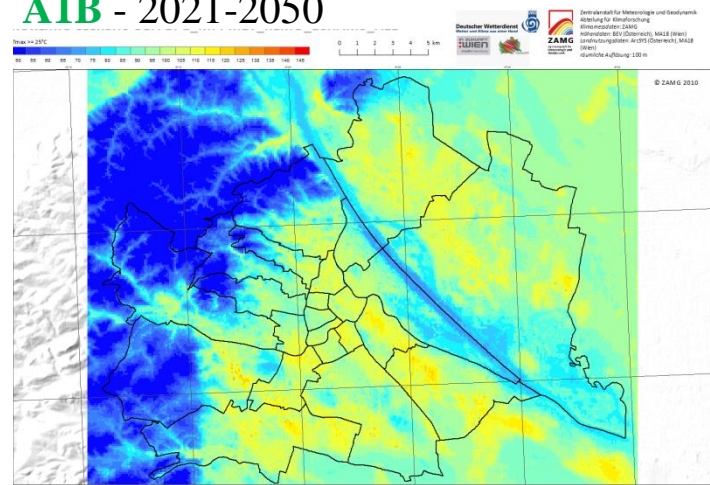 A1B - 2021-2050
Tmax >= 25°C
50 55 60 65 70 75 80 85 90 95 100 105 110 115 120 125 130 135 140 145
0 1 2 3 4 5 km
Deutscher Wetterdienst
Wetter und Klima aus einer Hand
WIEN
ZAMG
Zentralanstalt für Meteorologie und Geodynamik
Abteilung für Klimaforschung
Klimamodelldaten: ZAMG
Höhendaten: BEV (Österreich), MA18 (Wien)
Landnutzungsdaten: ArcGIS (Österreich), MA18
(Wien)
räumliche Auflösung: 100 m
© ZAMG 2010